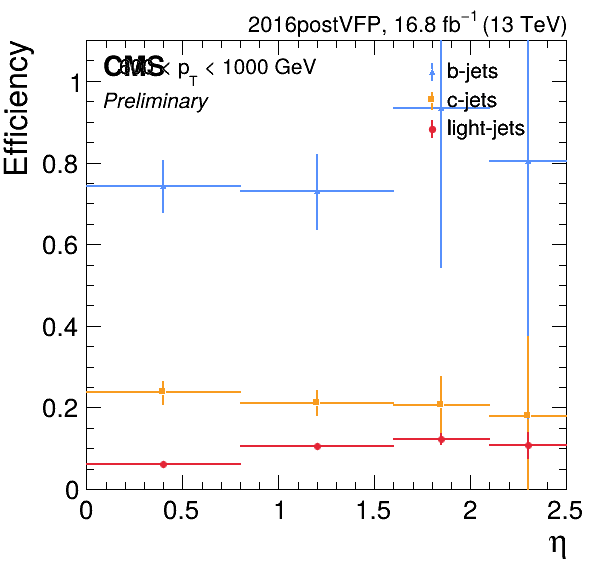 2016postVFP, 16.8 fb⁻¹ (13 TeV)
CMS < p_T < 1000 GeV
Preliminary
b-jets
c-jets
light-jets
Efficiency
1
0.8
0.6
0.4
0.2
0
0 0.5 1 1.5 2 2.5
η